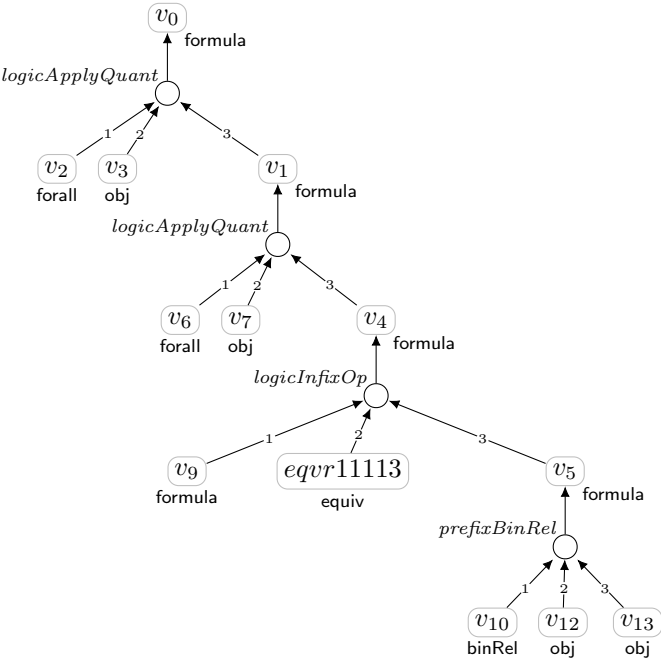 v0
formula
logicApplyQuant
1 2 3
v2 v3 v1
forall obj formula
logicApplyQuant
1 2 3
v6 v7 v4
forall obj formula
logicInfixOp
1 2 3
v9 eqvr11113 v5
formula equiv formula
prefixBinRel
1 2 3
v10 v12 v13
binRel obj obj